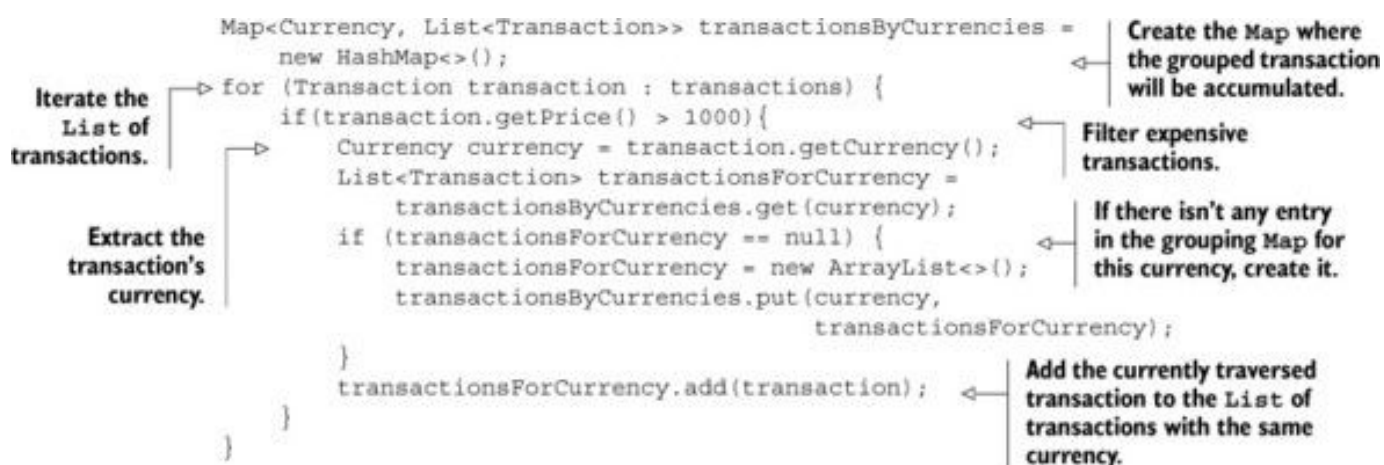 Map<Currency, List<Transaction>> transactionsByCurrencies =
new HashMap<>();
Create the Map where
the grouped transaction
will be accumulated.
Iterate the
List of
transactions.
for (Transaction transaction : transactions) {
if(transaction.getPrice() > 1000){
Filter expensive
transactions.
Extract the
transaction's
currency.
Currency currency = transaction.getCurrency();
List<Transaction> transactionsForCurrency =
transactionsByCurrencies.get(currency);
if (transactionsForCurrency == null) {
If there isn't any entry
in the grouping Map for
this currency, create it.
transactionsForCurrency = new ArrayList<>();
transactionsByCurrencies.put(currency,
transactionsForCurrency);
}
transactionsForCurrency.add(transaction);
Add the currently traversed
transaction to the List of
transactions with the same
currency.
}
}